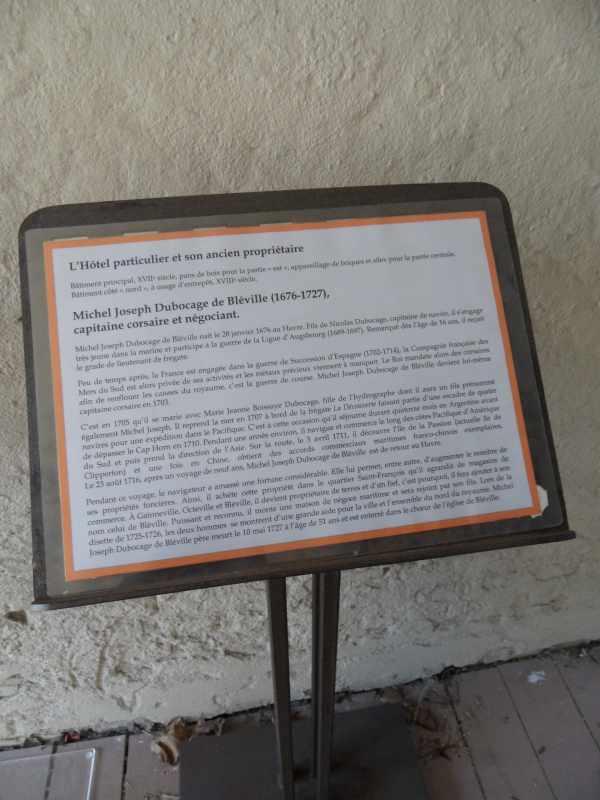 L'Hôtel particulier et son ancien propriétaire
Bâtiment principal, XVIIe siècle, pans de bois pour la partie « est », appareillage de briques et silex pour la partie centrale.
Bâtiment côté « nord », à usage d'entrepôt, XVIIIe siècle.
Michel Joseph Dubocage de Bléville (1676-1727),
capitaine corsaire et négociant.
Michel Joseph Dubocage de Bléville naît le 28 janvier 1676 au Havre. Fils de Nicolas Dubocage, capitaine de navire, il s'engage
très jeune dans la marine et participe à la guerre de la Ligue d'Augsbourg (1689-1697). Remarqué dès l'âge de 16 ans, il reçoit
le grade de lieutenant de frégate.
Peu de temps après, la France est engagée dans la guerre de Succession d'Espagne (1702-1714), la Compagnie française des
Mers du Sud est alors privée de ses activités et les métaux précieux viennent à manquer. Le Roi mandate alors des corsaires
afin de renflouer les caisses du royaume, c'est la guerre de course. Michel Joseph Dubocage de Bléville devient lui-même
capitaine corsaire en 1703.
C'est en 1705 qu'il se marie avec Marie Jeanne Boissaye Dubocage, fille de l'hydrographe dont il aura un fils prénommé
également Michel Joseph. Il reprend la mer en 1707 à bord de la frégate La Découverte faisant partie d'une escadre de quatre
navires pour une expédition dans le Pacifique. C'est à cette occasion qu'il séjourne durant quatorze mois en Argentine avant
de dépasser le Cap Horn en 1710. Pendant une année environ, il navigue et commerce le long des côtes Pacifique d'Amérique
du Sud et puis prend la direction de l'Asie. Sur la route, le 3 avril 1711, il découvre l'île de la Passion (actuelle île de
Clipperton) et une fois en Chine, obtient des accords commerciaux maritimes franco-chinois exemplaires.
Le 23 août 1716, après un voyage de neuf ans, Michel Joseph Dubocage de Bléville est de retour au Havre.
Pendant ce voyage, le navigateur a amassé une fortune considérable. Elle lui permet, entre autre, d'augmenter le nombre de
ses propriétés foncières. Ainsi, il achète cette propriété dans le quartier Saint-François qu'il agrandit de magasins de
commerce. À Gainneville, Octeville et Bléville, il devient propriétaire de terres et d'un fief, c'est pourquoi, il fera ajouter à son
nom celui de Bléville. Puissant et reconnu, il monte une maison de négoce maritime et sera rejoint par son fils. Lors de la
disette de 1725-1726, les deux hommes se montrent d'une grande aide pour la ville et l'ensemble du nord du royaume. Michel
Joseph Dubocage de Bléville père meurt le 10 mai 1727 à l'âge de 51 ans et est enterré dans le chœur de l'église de Bléville.